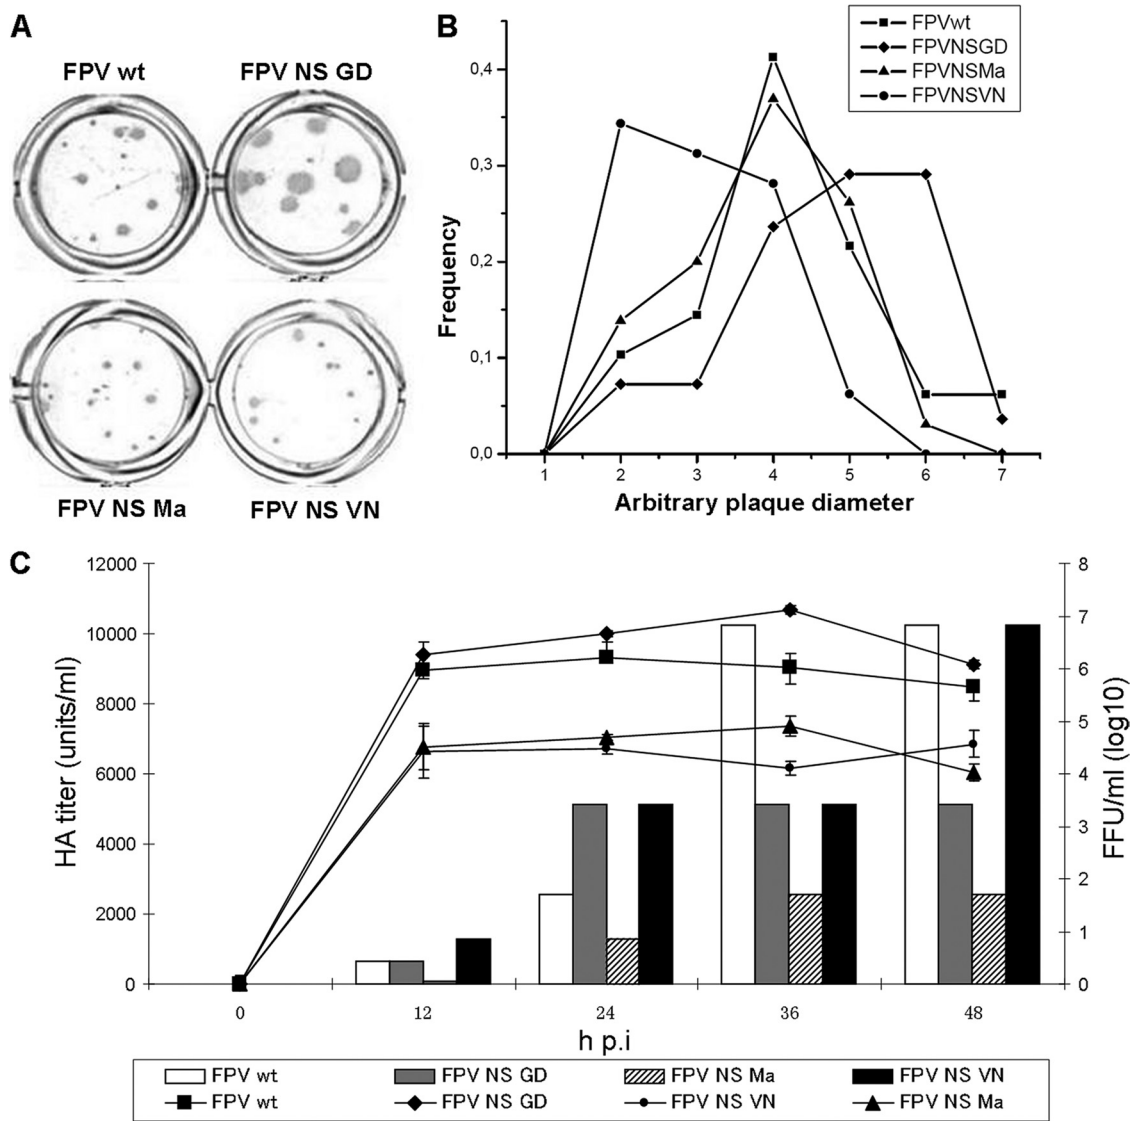 A
FPV wt
FPV NS GD
FPV NS Ma
FPV NS VN
B
FPVwt
FPVNSGD
FPVNSMa
FPVNSVN
Frequency
0,4
0,3
0,2
0,1
0,0
1 2 3 4 5 6 7
Arbitrary plaque diameter
C
HA titer (units/ml)
12000
10000
8000
6000
4000
2000
0
8
7
6
5
4
3
2
1
0
FFU/ml (log10)
0 12 24 36 48
h p.i
FPV wt FPV NS GD FPV NS Ma FPV NS VN
FPV wt FPV NS GD FPV NS VN FPV NS Ma